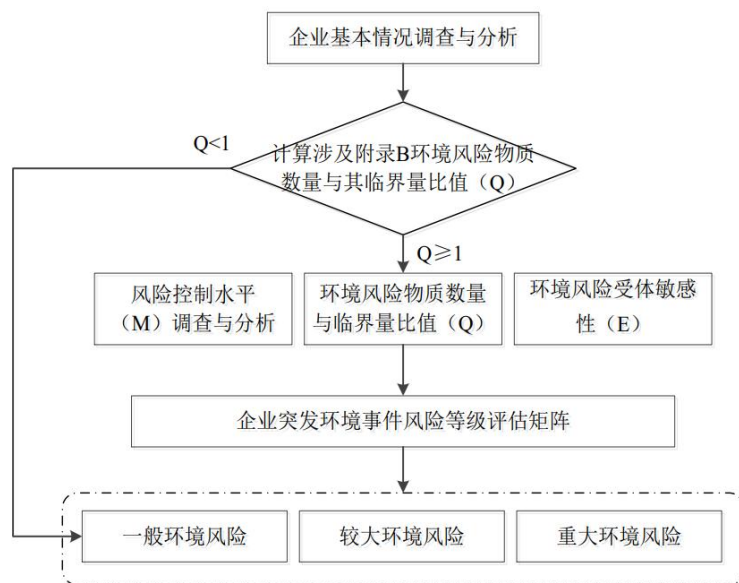 企业基本情况调查与分析
Q<1
计算涉及附录B环境风险物质
数量与其临界量比值（Q）
Q≥1
风险控制水平
（M）调查与分析
环境风险物质数量
与临界量比值（Q）
环境风险受体敏感
性（E）
企业突发环境事件风险等级评估矩阵
一般环境风险
较大环境风险
重大环境风险